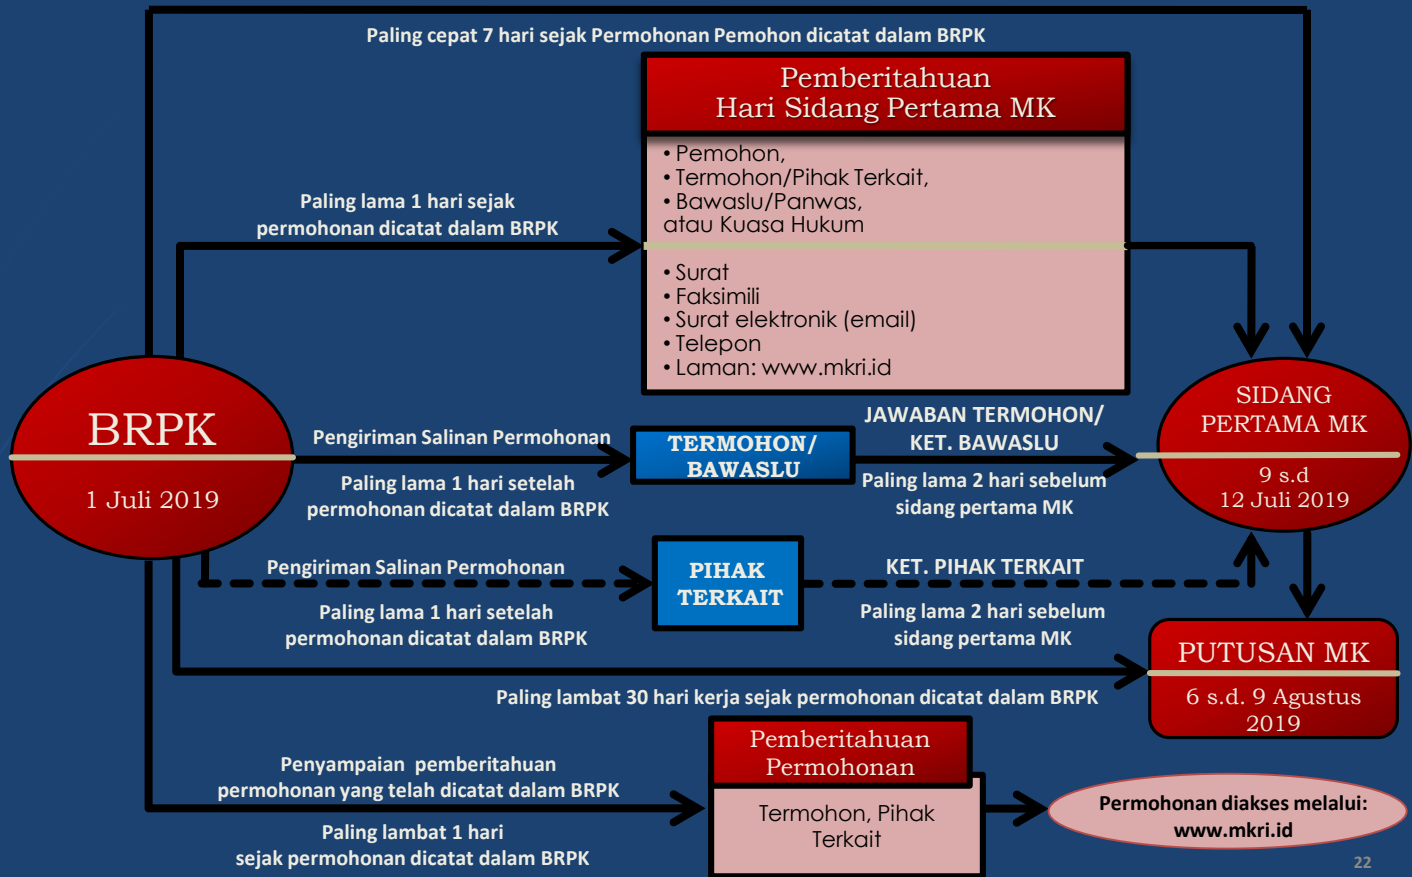 Paling cepat 7 hari sejak Permohonan Pemohon dicatat dalam BRPK
Pemberitahuan
Hari Sidang Pertama MK
• Pemohon,
• Termohon/Pihak Terkait,
• Bawaslu/Panwas,
atau Kuasa Hukum
Paling lama 1 hari sejak
permohonan dicatat dalam BRPK
• Surat
• Faksimili
• Surat elektronik (email)
• Telepon
• Laman: www.mkri.id
BRPK
1 Juli 2019
Pengiriman Salinan Permohonan
Paling lama 1 hari setelah
permohonan dicatat dalam BRPK
TERMOHON/
BAWASLU
JAWABAN TERMOHON/
KET. BAWASLU
Paling lama 2 hari sebelum
sidang pertama MK
SIDANG
PERTAMA MK
9 s.d
12 Juli 2019
Pengiriman Salinan Permohonan
Paling lama 1 hari setelah
permohonan dicatat dalam BRPK
PIHAK
TERKAIT
KET. PIHAK TERKAIT
Paling lama 2 hari sebelum
sidang pertama MK
PUTUSAN MK
6 s.d. 9 Agustus
2019
Paling lambat 30 hari kerja sejak permohonan dicatat dalam BRPK
Penyampaian pemberitahuan
permohonan yang telah dicatat dalam BRPK
Paling lambat 1 hari
sejak permohonan dicatat dalam BRPK
Pemberitahuan
Permohonan
Termohon, Pihak
Terkait
Permohonan diakses melalui:
www.mkri.id
22